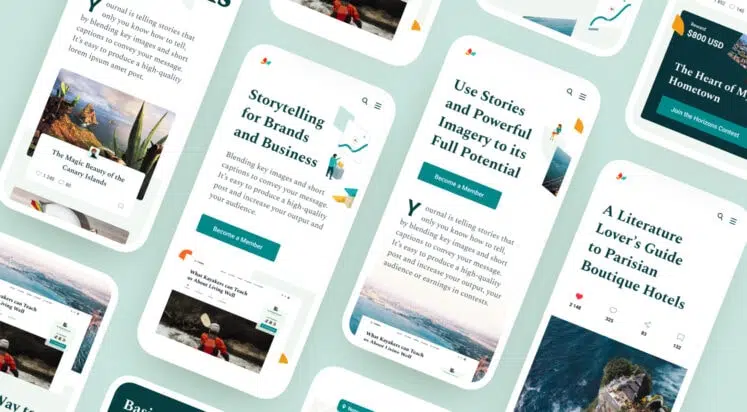 Yournal is telling stories that
only you know how to tell,
by blending key images and short
captions to convey your message.
It's easy to produce a high-quality
lorem ipsum amet post.
The Magic Beauty of the
Canary Islands
1 245
60
Storytelling
for Brands
and Business
Blending key images and short
captions to convey your message.
It's easy to produce a high-quality
post and increase your output and
your audience.
Become a Member
What Kayakers can Teach
us About Living Well
Use Stories
and Powerful
Imagery to its
Full Potential
Become a Member
Yournal is telling stories that
only you know how to tell,
by blending key images and short
captions to convey your message.
It's easy to produce a high-quality
post and increase your output, your
audience or earnings in contests.
What Kayakers can Teach
us About Living Well
Reward
$800 USD
The Heart of M
Hometown
Join the Horizons Contest
A Literature
Lover's Guide
to Parisian
Boutique Hotels
2 148
325
83
132
Way to
Basi